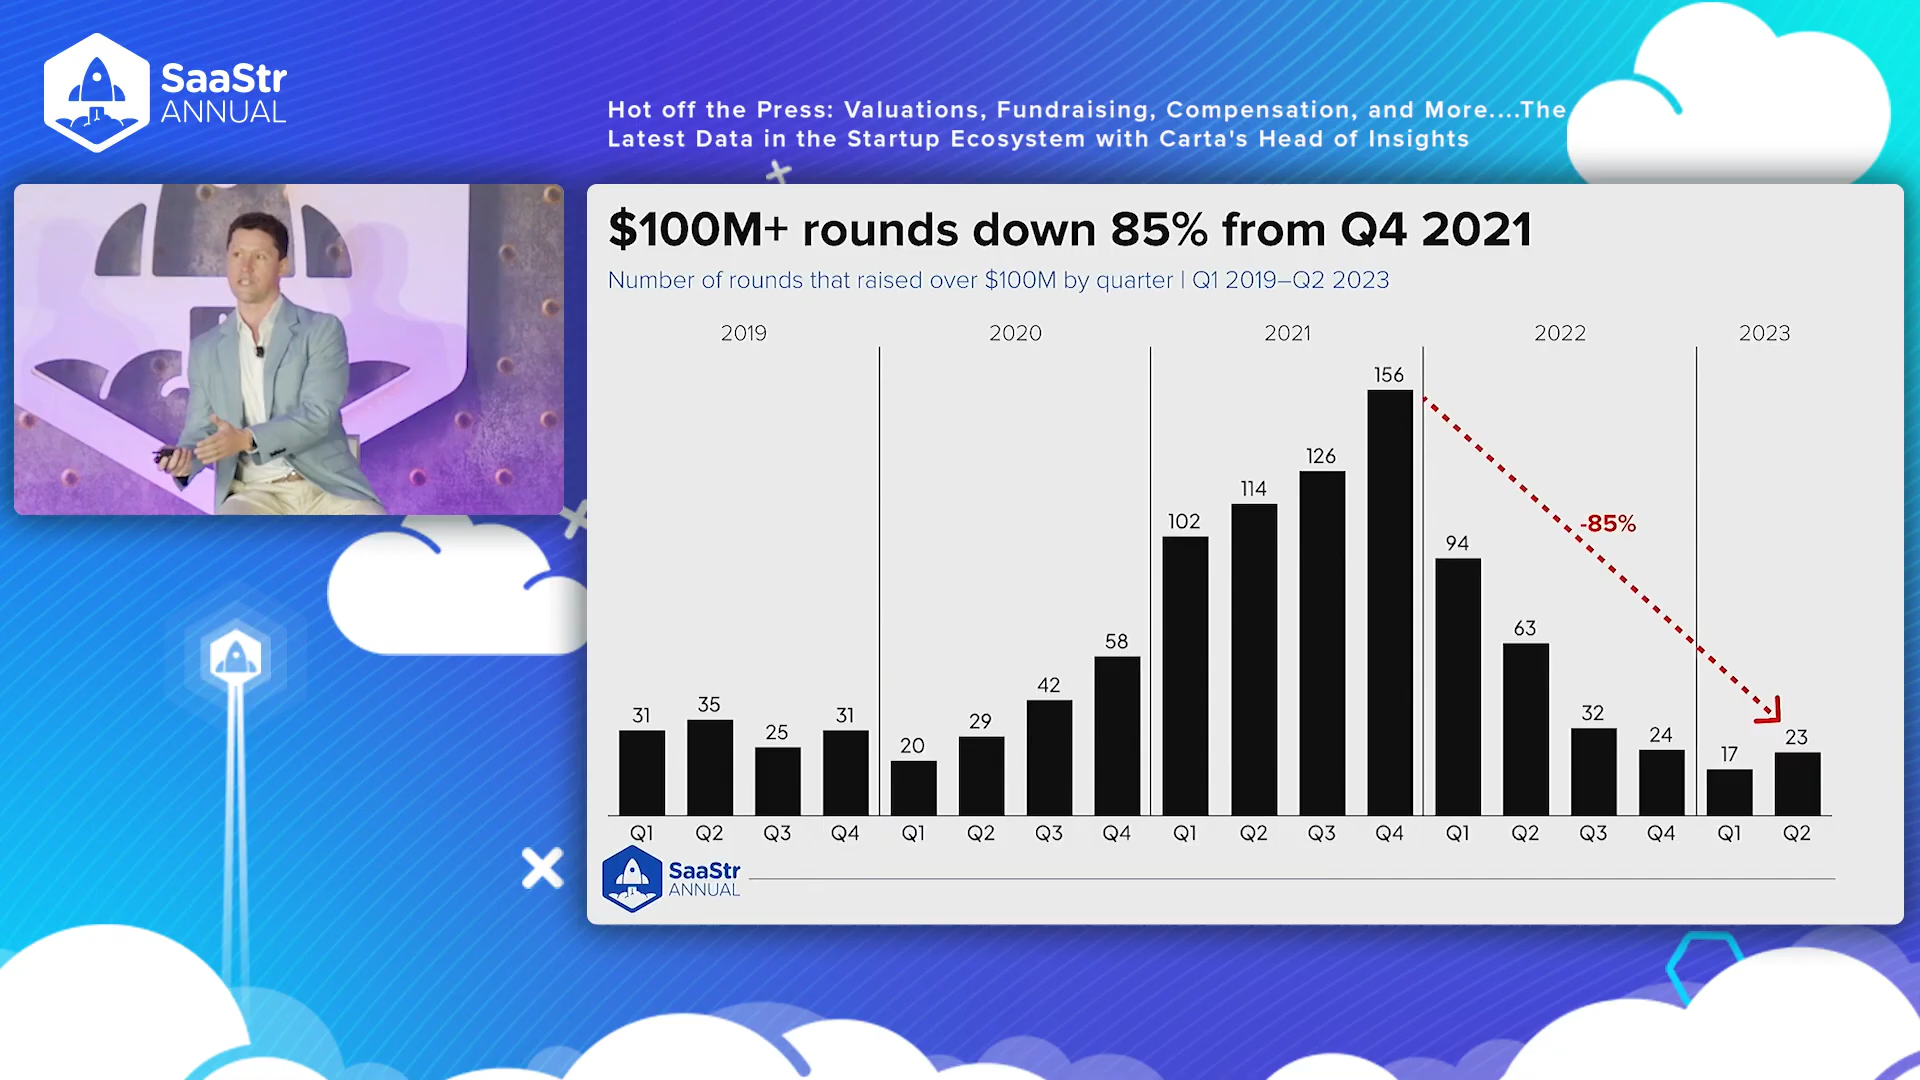 SaaStr
ANNUAL
Hot off the Press: Valuations, Fundraising, Compensation, and More....The
Latest Data in the Startup Ecosystem with Carta's Head of Insights
$100M+ rounds down 85% from Q4 2021
Number of rounds that raised over $100M by quarter | Q1 2019–Q2 2023
2019 2020 2021 2022 2023
31 35 25 31 20 29 42 58 102 114 126 156 94 63 32 24 17 23
-85%
Q1 Q2 Q3 Q4 Q1 Q2 Q3 Q4 Q1 Q2 Q3 Q4 Q1 Q2 Q3 Q4 Q1 Q2
SaaStr
ANNUAL